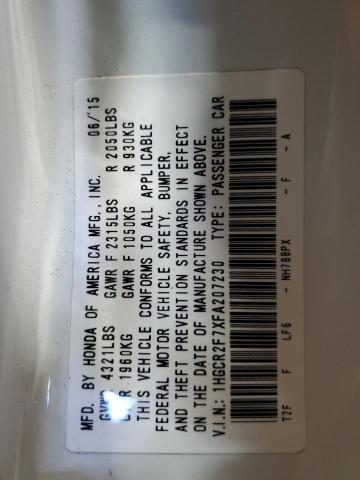 MFD. BY HONDA OF AMERICA MFG., INC. 06/'15
GVWR 4321LBS GAWR F 2315LBS R 2050LBS
GVWR 1960KG GAWR F 1050KG R 930KG
THIS VEHICLE CONFORMS TO ALL APPLICABLE
FEDERAL MOTOR VEHICLE SAFETY, BUMPER,
AND THEFT PREVENTION STANDARDS IN EFFECT
ON THE DATE OF MANUFACTURE SHOWN ABOVE.
V.I.N.: 1HGCR2F7XFA207230 TYPE: PASSENGER CAR
T2F F LF6 - NH788PX - F - A